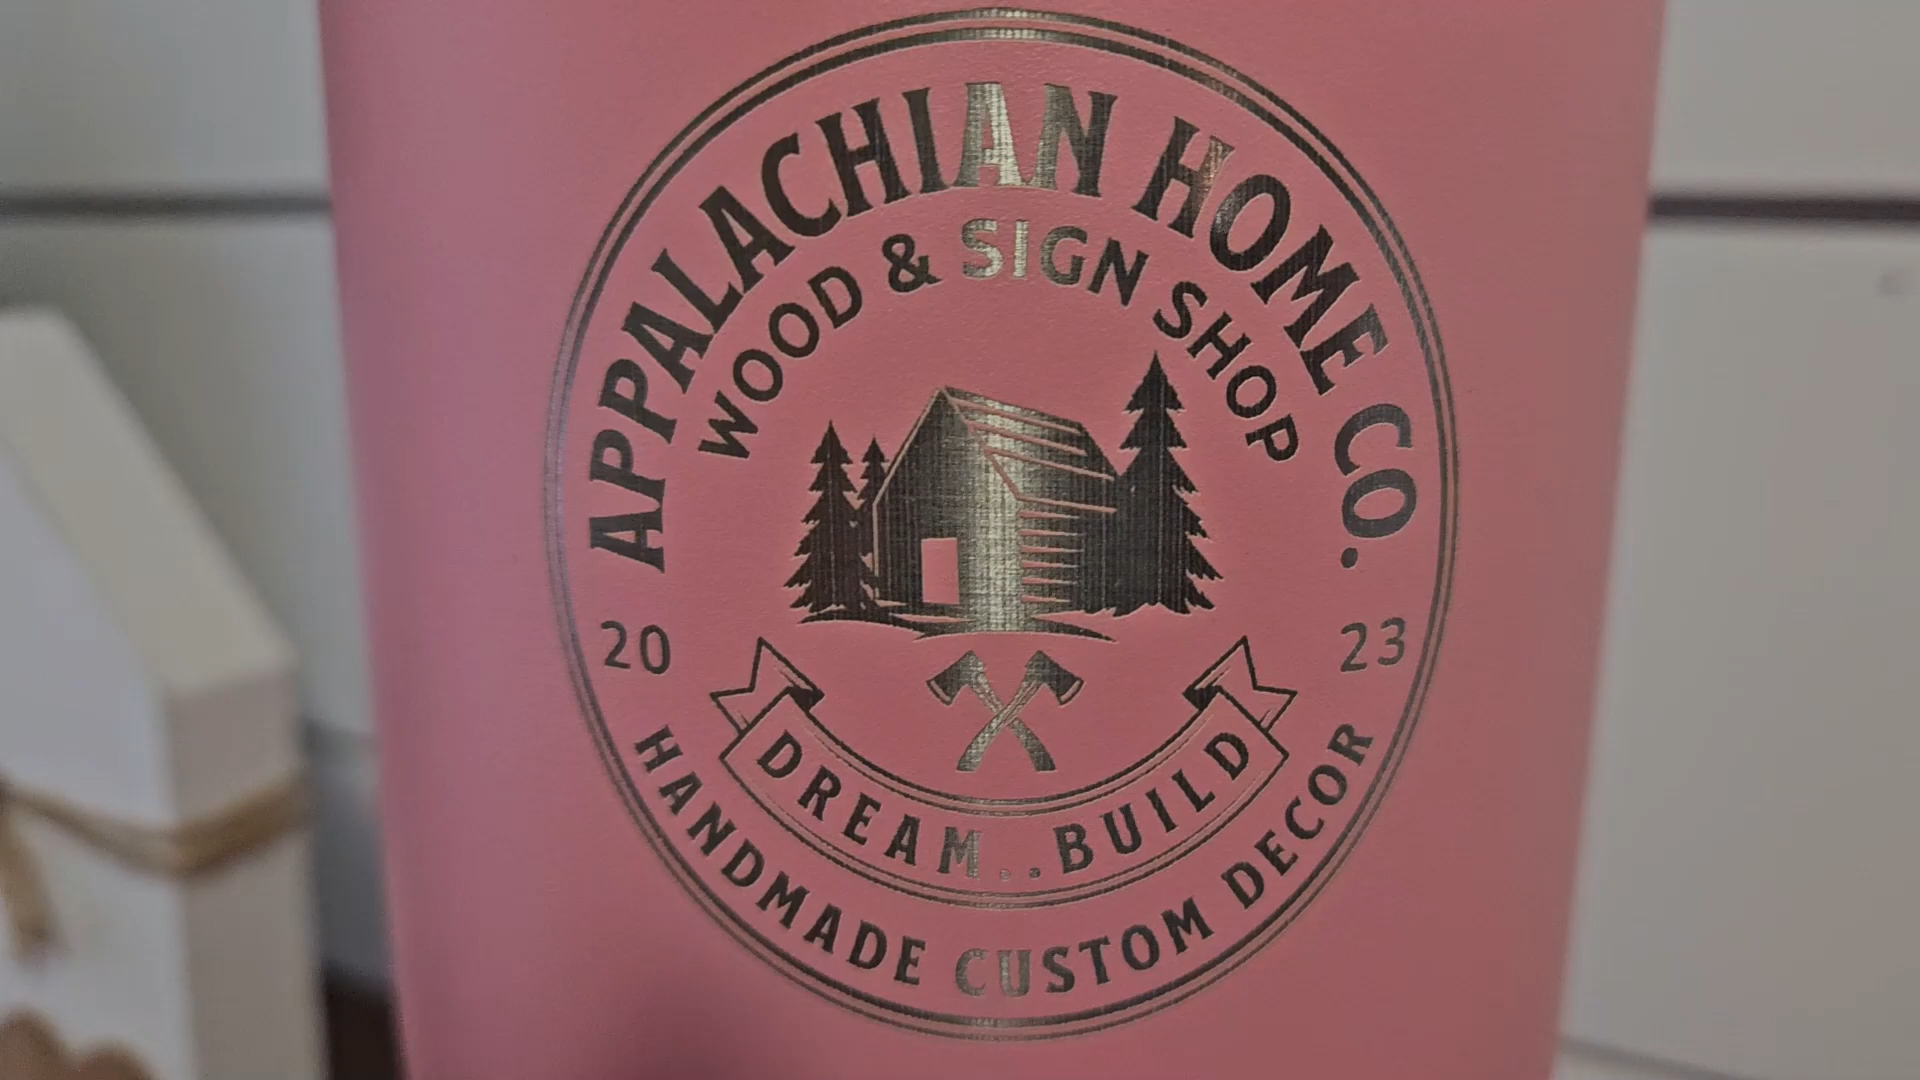 APPALACHIAN HOME CO.
WOOD & SIGN SHOP
20 23
DREAM..BUILD
HANDMADE CUSTOM DECOR